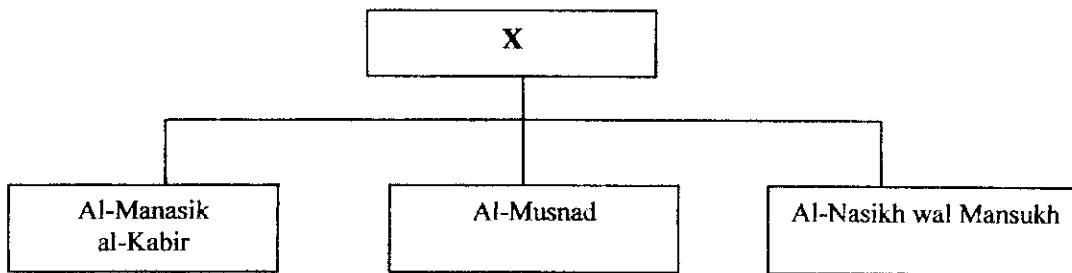 X
Al-Manasik
al-Kabir
Al-Musnad
Al-Nasikh wal Mansukh